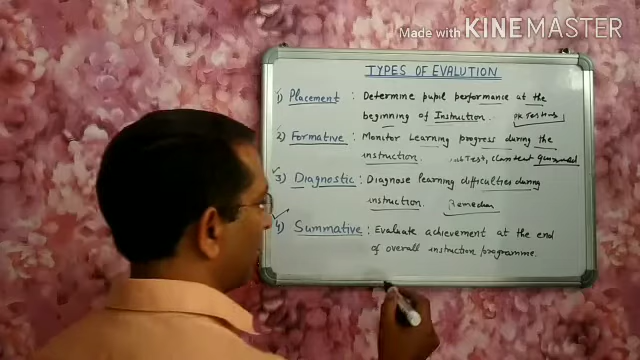 Made with KINEMASTER
TYPES OF EVALUTION
1) Placement : Determine pupil performance at the
beginning of Instruction.
2) Formative : Monitor Learning progress during the
instruction. Test,
3) Diagnostic : Diagnose learning difficulties during
instruction.
4) Summative : Evaluate achievement at the end
of overall instruction programme.